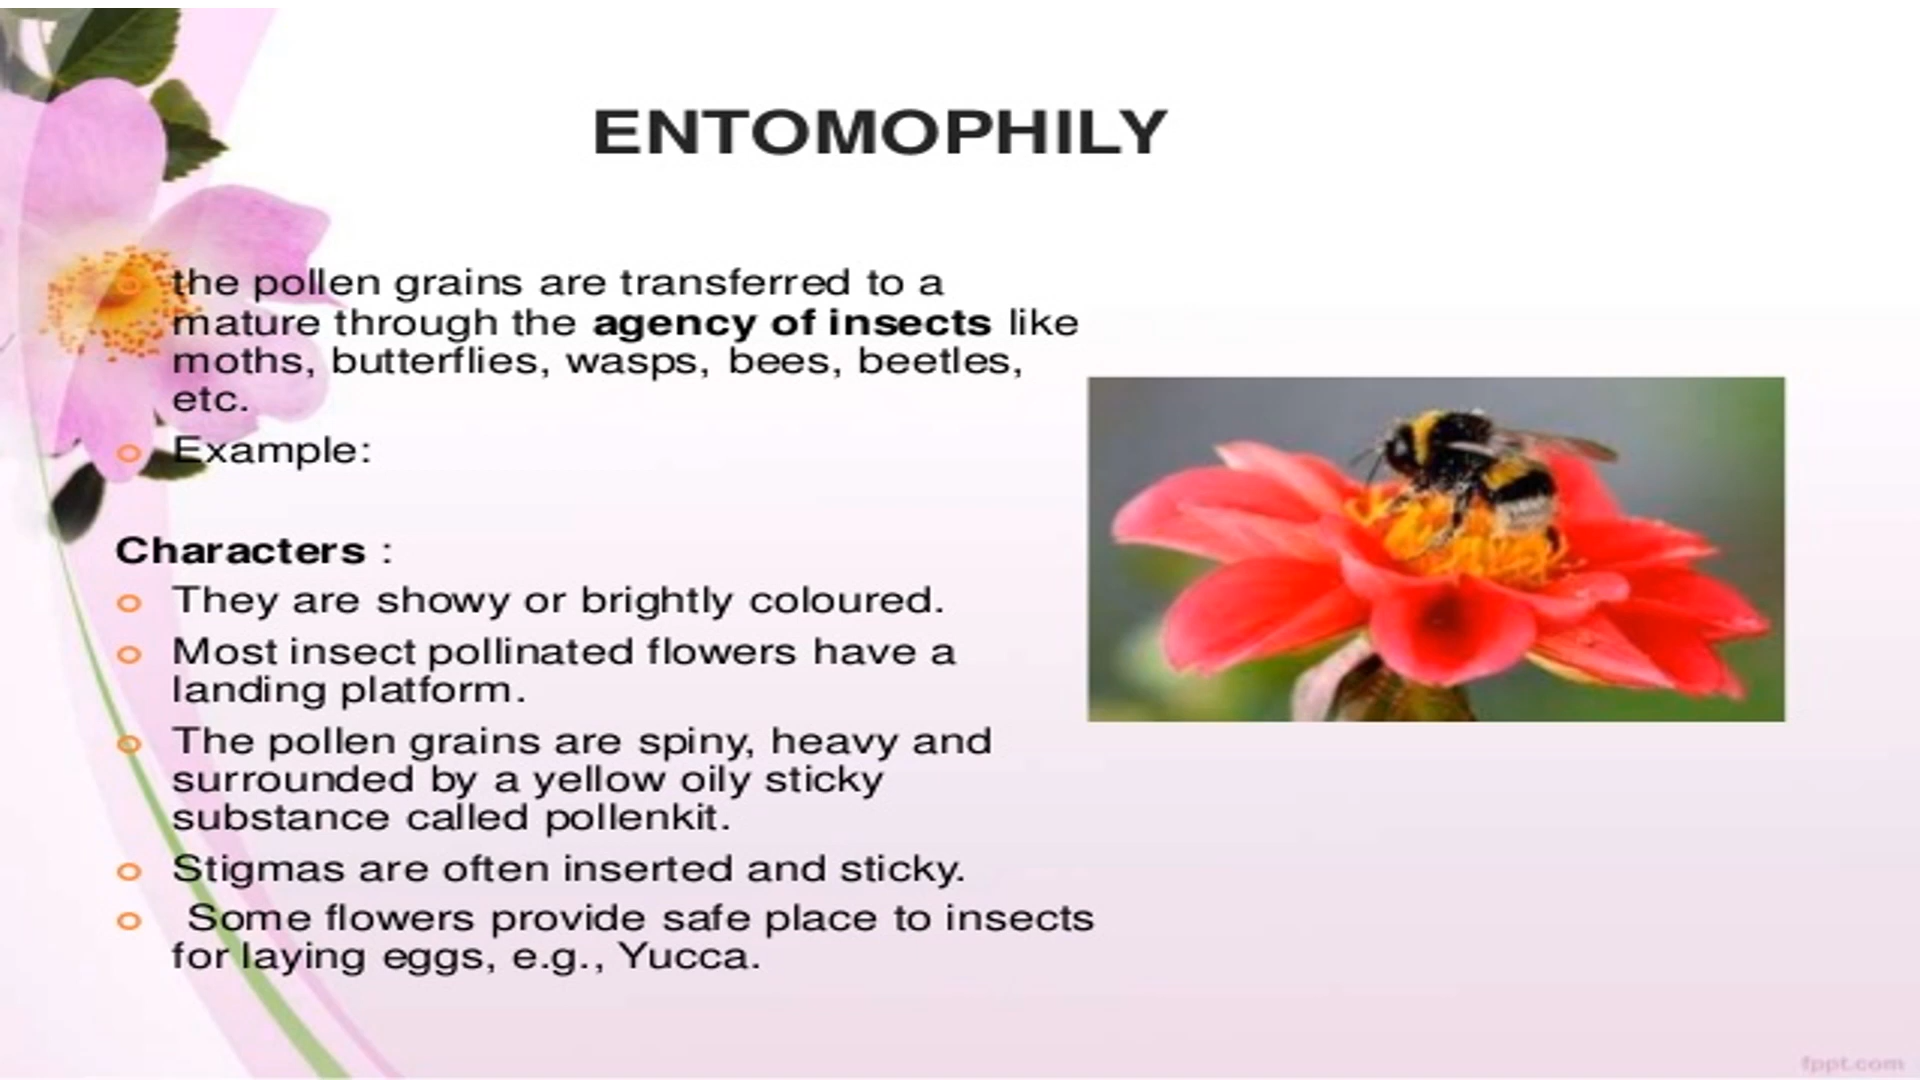 ENTOMOPHILY
the pollen grains are transferred to a
mature through the agency of insects like
moths, butterflies, wasps, bees, beetles,
etc.
Example:
Characters :
They are showy or brightly coloured.
Most insect pollinated flowers have a
landing platform.
The pollen grains are spiny, heavy and
surrounded by a yellow oily sticky
substance called pollenkit.
Stigmas are often inserted and sticky.
Some flowers provide safe place to insects
for laying eggs, e.g., Yucca.
fppt.com